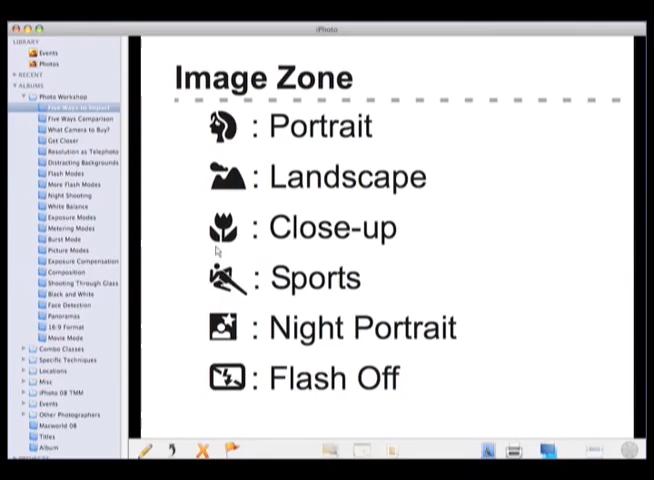 iPhoto
LIBRARY
Events
Photos
RECENT
ALBUMS
Photo Workshop
Five Ways to Impact
Five Ways Comparison
What Camera to Buy?
Get Closer
Resolution as Telephoto
Distracting Backgrounds
Flash Modes
More Flash Modes
Night Shooting
White Balance
Exposure Modes
Metering Modes
Burst Mode
Picture Modes
Exposure Compensation
Composition
Shooting Through Glass
Black and White
Face Detection
Panoramas
16:9 Format
Movie Mode
Combo Classes
Specific Techniques
Locations
Misc
iPhoto 08 TMM
Events
Other Photographers
Macworld 08
Titles
Album
Image Zone
: Portrait
: Landscape
: Close-up
: Sports
: Night Portrait
: Flash Off